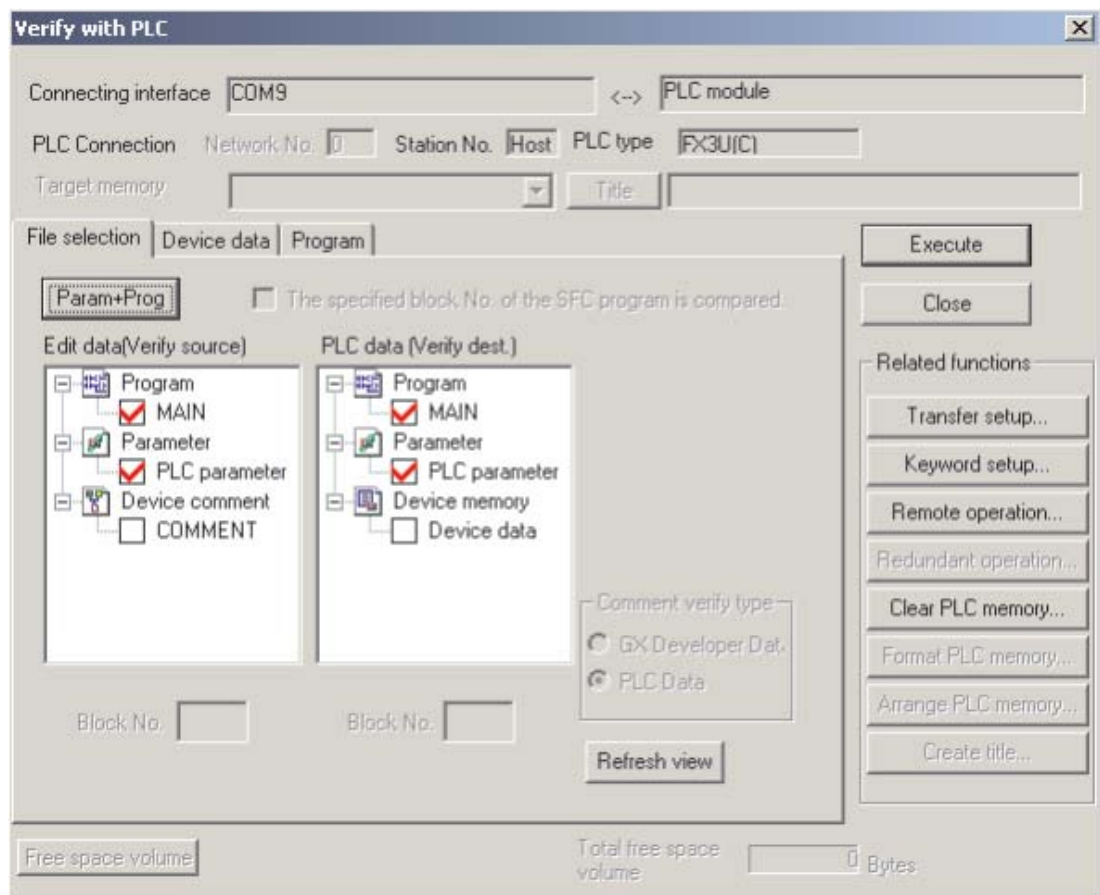 Verify with PLC
Connecting interface COM9 <--> PLC module
PLC Connection Network No. 0 Station No. Host PLC type FX3U(C)
Target memory Title
File selection Device data Program
Execute
Param+Prog The specified block No. of the SFC program is compared.
Close
Edit data(Verify source) PLC data (Verify dest.)
Related functions
Program Program
MAIN MAIN
Transfer setup...
Parameter Parameter
PLC parameter PLC parameter
Keyword setup...
Device comment Device memory
Remote operation...
COMMENT Device data
Redundant operation...
Comment verify type
Clear PLC memory...
GX Developer Dat.
Format PLC memory...
PLC Data
Arrange PLC memory...
Block No. Block No.
Create title...
Refresh view
Free space volume
Total free space
volume
0 Bytes